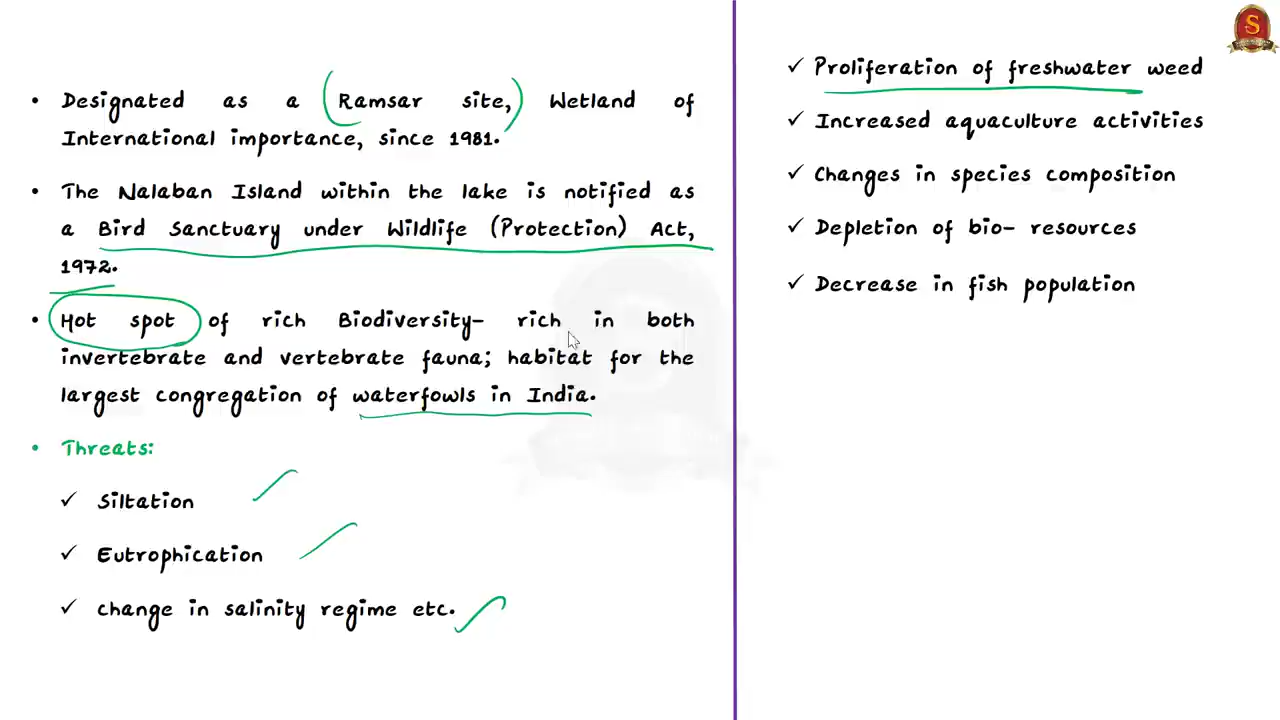 • Designated as a Ramsar site, Wetland of
International importance, since 1981.
• The Nalaban Island within the lake is notified as
a Bird Sanctuary under Wildlife (Protection) Act,
1972.
• Hot spot of rich Biodiversity- rich in both
invertebrate and vertebrate fauna; habitat for the
largest congregation of waterfowls in India.
• Threats:
✓ Siltation
✓ Eutrophication
✓ change in salinity regime etc.
✓ Proliferation of freshwater weed
✓ Increased aquaculture activities
✓ Changes in species composition
✓ Depletion of bio- resources
✓ Decrease in fish population
S